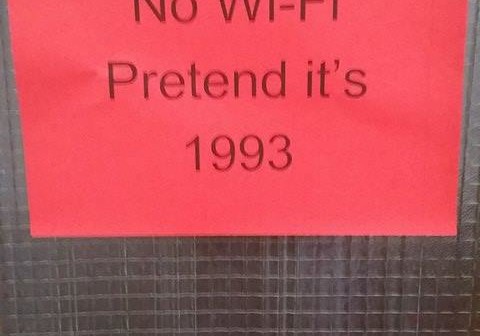 No Wi-Fi
Pretend it's
1993